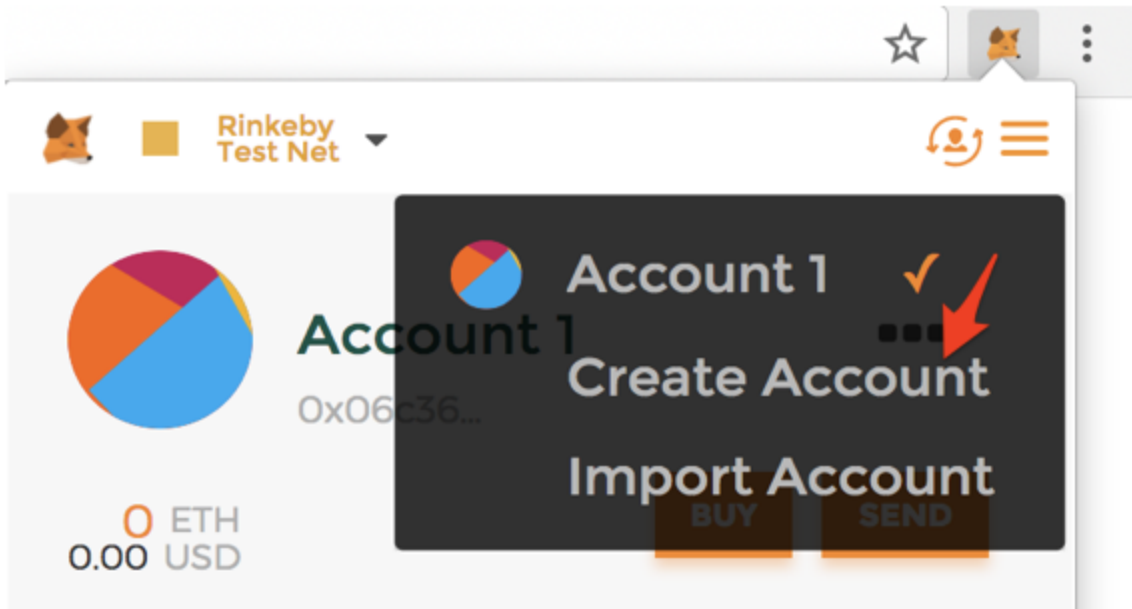 Rinkeby
Test Net
Account 1
Account 1
0x06c36...
Create Account
Import Account
BUY SEND
0 ETH
0.00 USD